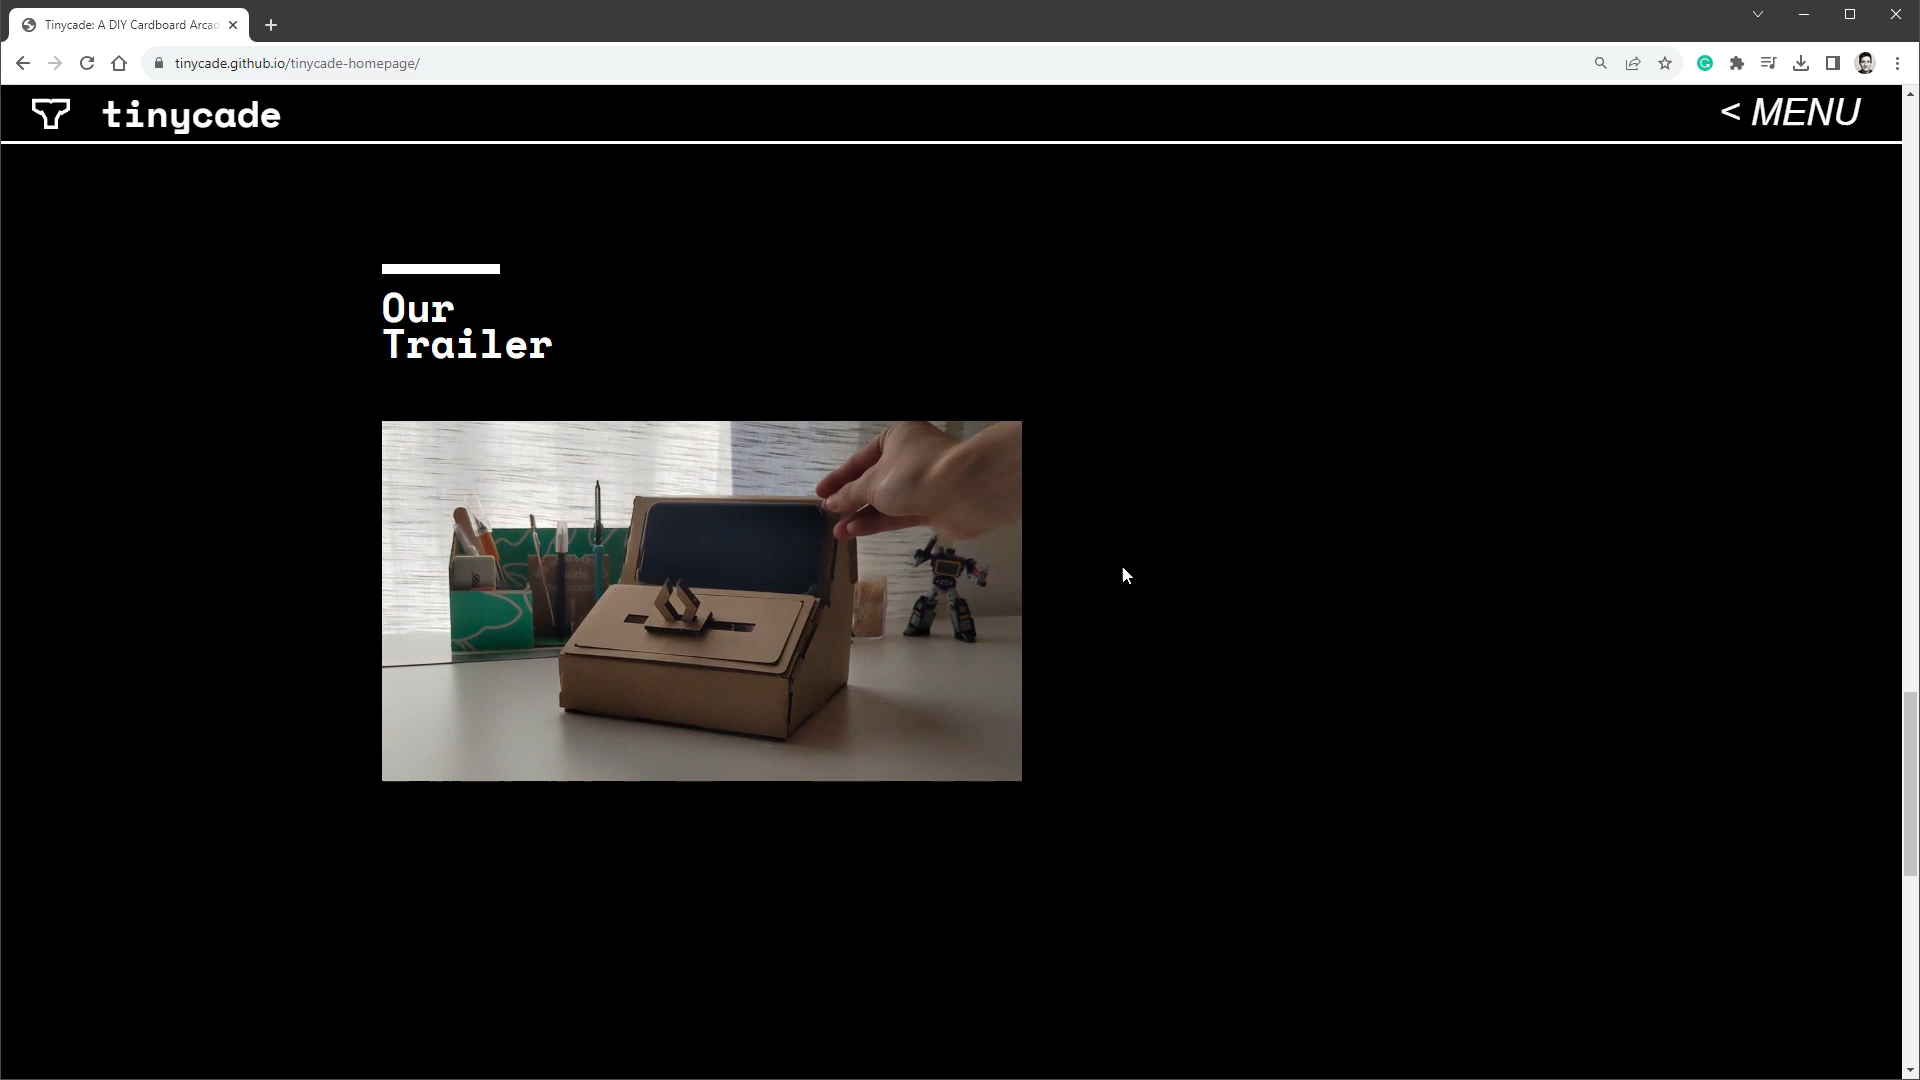 Tinycade: A DIY Cardboard Arcad
tinycade.github.io/tinycade-homepage/
tinycade
< MENU
Our
Trailer